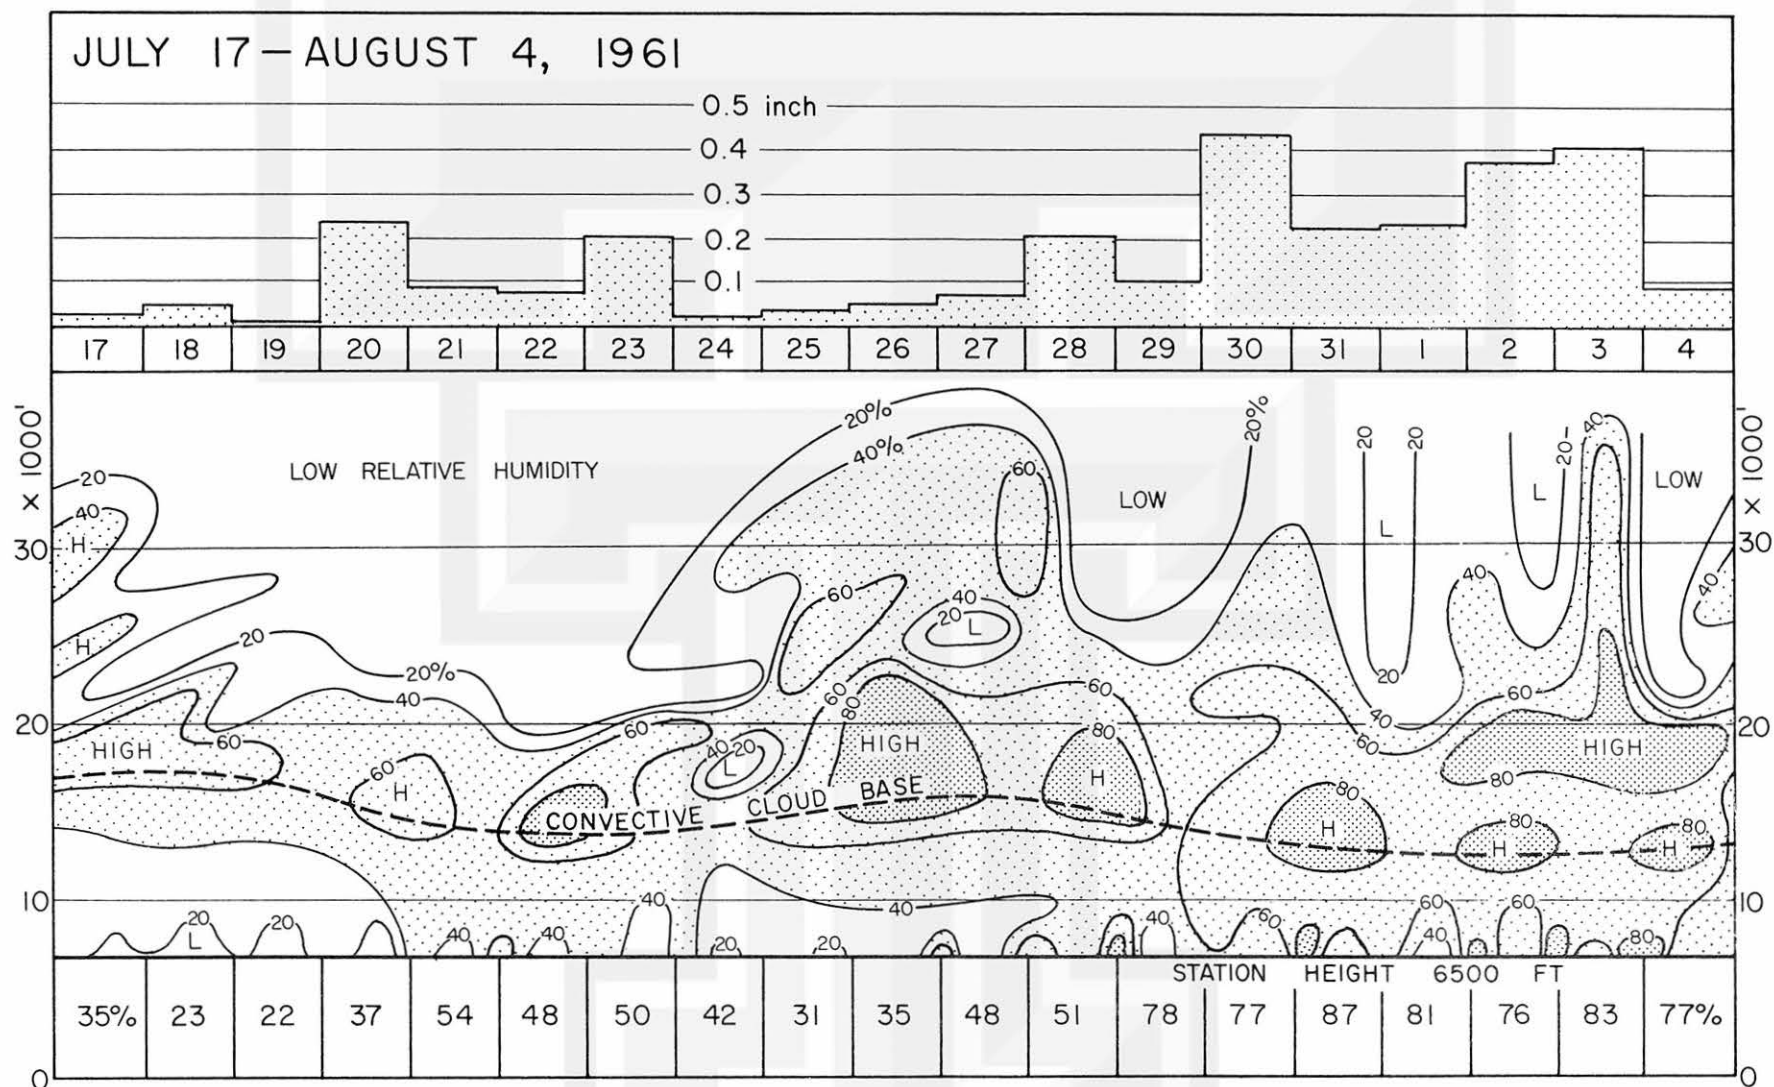 JULY 17 — AUGUST 4, 1961
0.5 inch
0.4
0.3
0.2
0.1
17 18 19 20 21 22 23 24 25 26 27 28 29 30 31 1 2 3 4
x 1000'
x 1000'
20%
40%
20%
20
20
40
20-
LOW RELATIVE HUMIDITY
60
LOW
LOW
20
L
40
L
H
30
30
40
60
40
40
20
L
H
20
20%
20
40
60
60
40
60
80
60
20
20
HIGH
60
60
40
20
HIGH
80
HIGH
L
60
H
H
80
80
CONVECTIVE CLOUD BASE
H
80
H
80
H
10
10
40
40
60
60
60
20
L
20
40
40
20
20
40
40
80
STATION HEIGHT 6500 FT
35% 23 22 37 54 48 50 42 31 35 48 51 78 77 87 81 76 83 77%
0
0